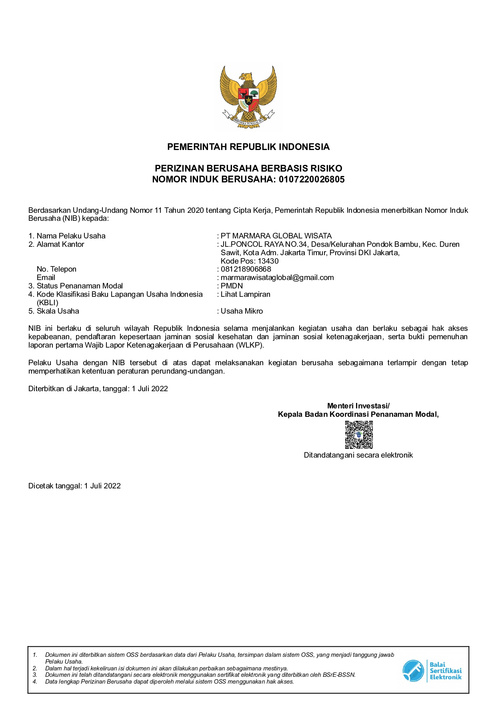 PEMERINTAH REPUBLIK INDONESIA
PERIZINAN BERUSAHA BERBASIS RISIKO
NOMOR INDUK BERUSAHA: 0107220026805
Berdasarkan Undang-Undang Nomor 11 Tahun 2020 tentang Cipta Kerja, Pemerintah Republik Indonesia menerbitkan Nomor Induk
Berusaha (NIB) kepada:
1. Nama Pelaku Usaha : PT MARMARA GLOBAL WISATA
2. Alamat Kantor : JL.PONCOL RAYA NO.34, Desa/Kelurahan Pondok Bambu, Kec. Duren
Sawit, Kota Adm. Jakarta Timur, Provinsi DKI Jakarta,
Kode Pos: 13430
No. Telepon : 081218906868
Email : marmarawisataglobal@gmail.com
3. Status Penanaman Modal : PMDN
4. Kode Klasifikasi Baku Lapangan Usaha Indonesia : Lihat Lampiran
(KBLI)
5. Skala Usaha : Usaha Mikro
NIB ini berlaku di seluruh wilayah Republik Indonesia selama menjalankan kegiatan usaha dan berlaku sebagai hak akses
kepabeanan, pendaftaran kepesertaan jaminan sosial kesehatan dan jaminan sosial ketenagakerjaan, serta bukti pemenuhan
laporan pertama Wajib Lapor Ketenagakerjaan di Perusahaan (WLKP).
Pelaku Usaha dengan NIB tersebut di atas dapat melaksanakan kegiatan berusaha sebagaimana terlampir dengan tetap
memperhatikan ketentuan peraturan perundang-undangan.
Diterbitkan di Jakarta, tanggal: 1 Juli 2022
Menteri Investasi/
Kepala Badan Koordinasi Penanaman Modal,
Ditandatangani secara elektronik
Dicetak tanggal: 1 Juli 2022
1. Dokumen ini diterbitkan sistem OSS berdasarkan data dari Pelaku Usaha, tersimpan dalam sistem OSS, yang menjadi tanggung jawab
Pelaku Usaha.
2. Dalam hal terjadi kekeliruan isi dokumen ini akan dilakukan perbaikan sebagaimana mestinya.
3. Dokumen ini telah ditandatangani secara elektronik menggunakan sertifikat elektronik yang diterbitkan oleh BSrE-BSSN.
4. Data lengkap Perizinan Berusaha dapat diperoleh melalui sistem OSS menggunakan hak akses.
Balai
Sertifikasi
Elektronik